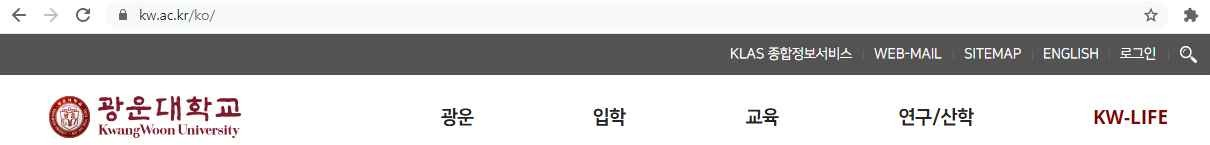 kw.ac.kr/ko/
KLAS 종합정보서비스 WEB-MAIL SITEMAP ENGLISH 로그인
광운대학교 광운 입학 교육 연구/산학 KW-LIFE
KwangWoon University